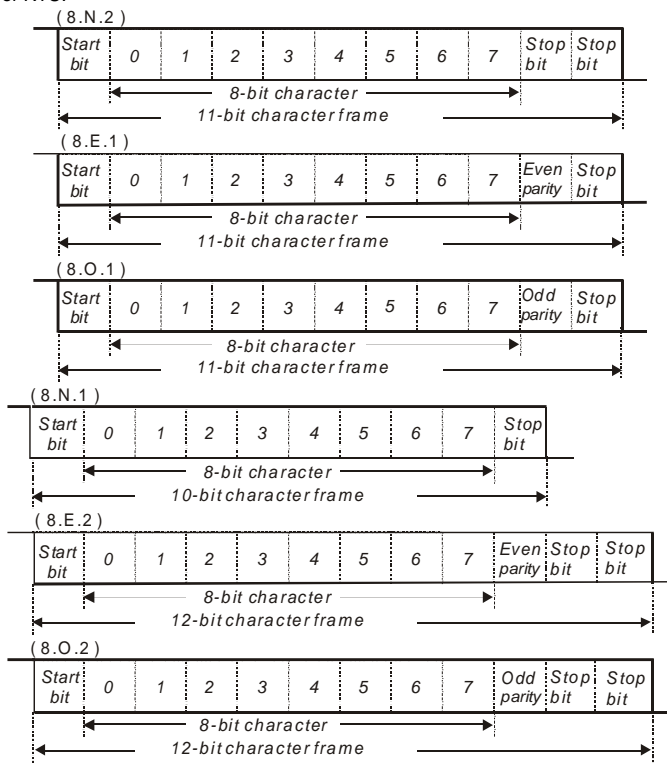 (8.N.2)
Start bit 0 1 2 3 4 5 6 7 Stop bit Stop bit
8-bit character
11-bit character frame
(8.E.1)
Start bit 0 1 2 3 4 5 6 7 Even parity Stop bit
8-bit character
11-bit character frame
(8.O.1)
Start bit 0 1 2 3 4 5 6 7 Odd parity Stop bit
8-bit character
11-bit character frame
(8.N.1)
Start bit 0 1 2 3 4 5 6 7 Stop bit
8-bit character
10-bit character frame
(8.E.2)
Start bit 0 1 2 3 4 5 6 7 Even parity Stop bit Stop bit
8-bit character
12-bit character frame
(8.O.2)
Start bit 0 1 2 3 4 5 6 7 Odd parity Stop bit Stop bit
8-bit character
12-bit character frame